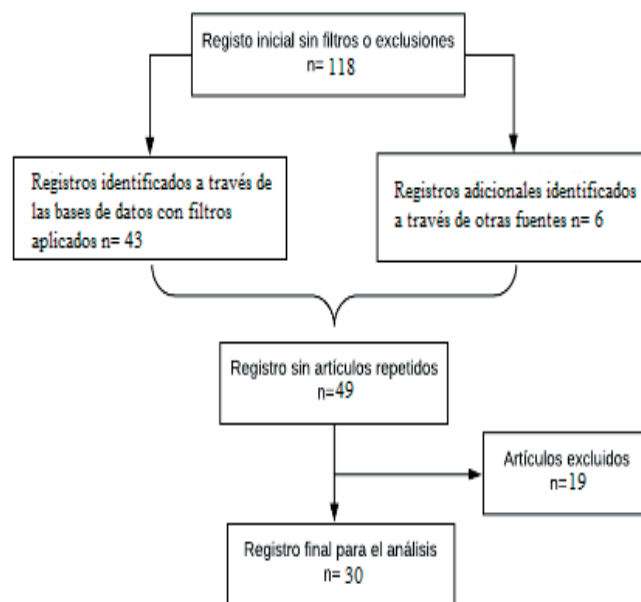 Registo inicial sin filtros o exclusiones
n= 118
Registros identificados a través de
las bases de datos con filtros
aplicados n= 43
Registros adicionales identificados
a través de otras fuentes n= 6
Registro sin artículos repetidos
n=49
Artículos excluidos
n=19
Registro final para el análisis
n= 30